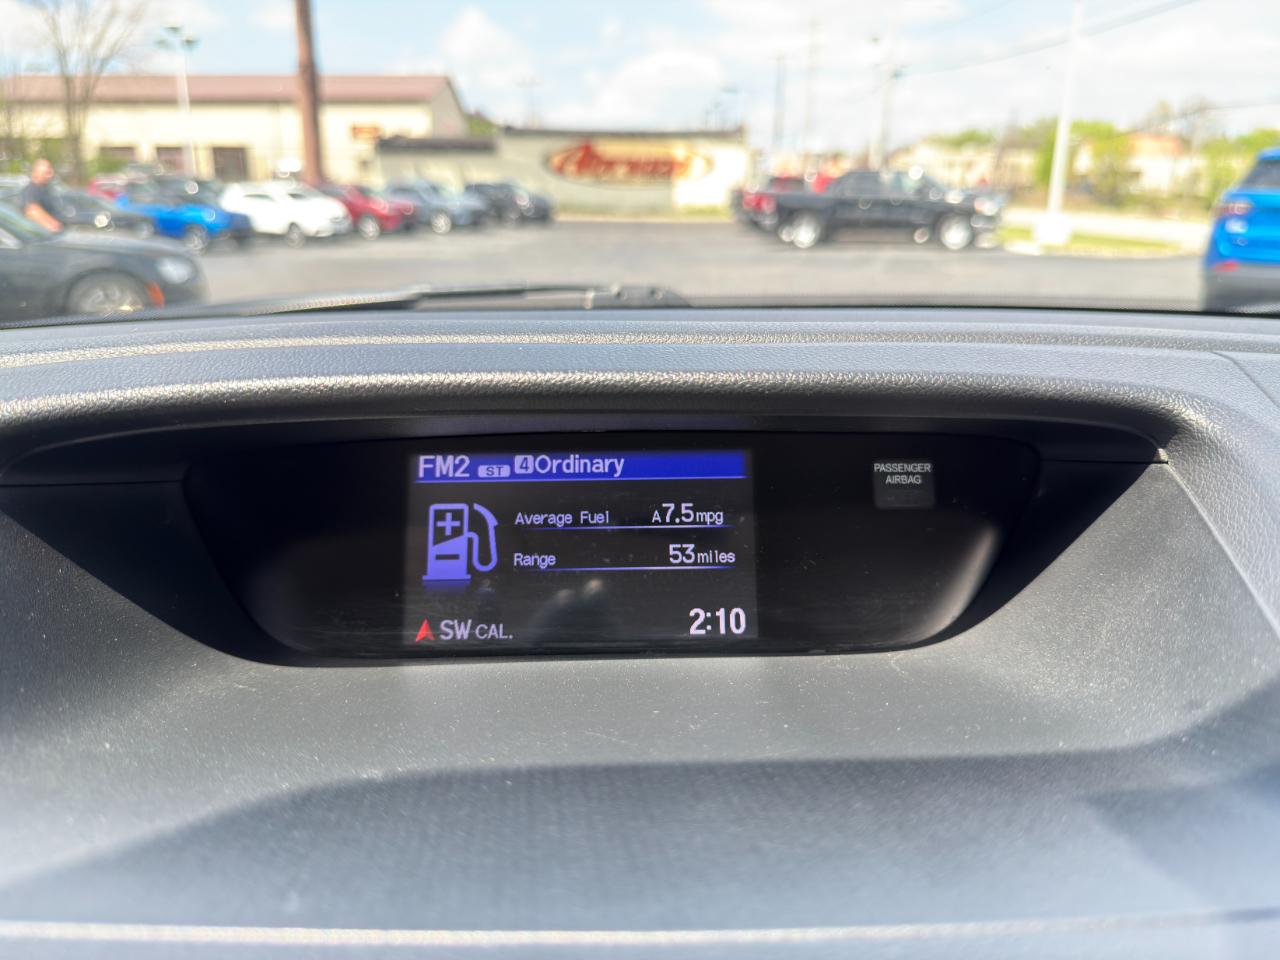 FM2 ST 4 Ordinary
PASSENGER
AIRBAG
Average Fuel A7.5mpg
Range 53miles
SW CAL. 2:10